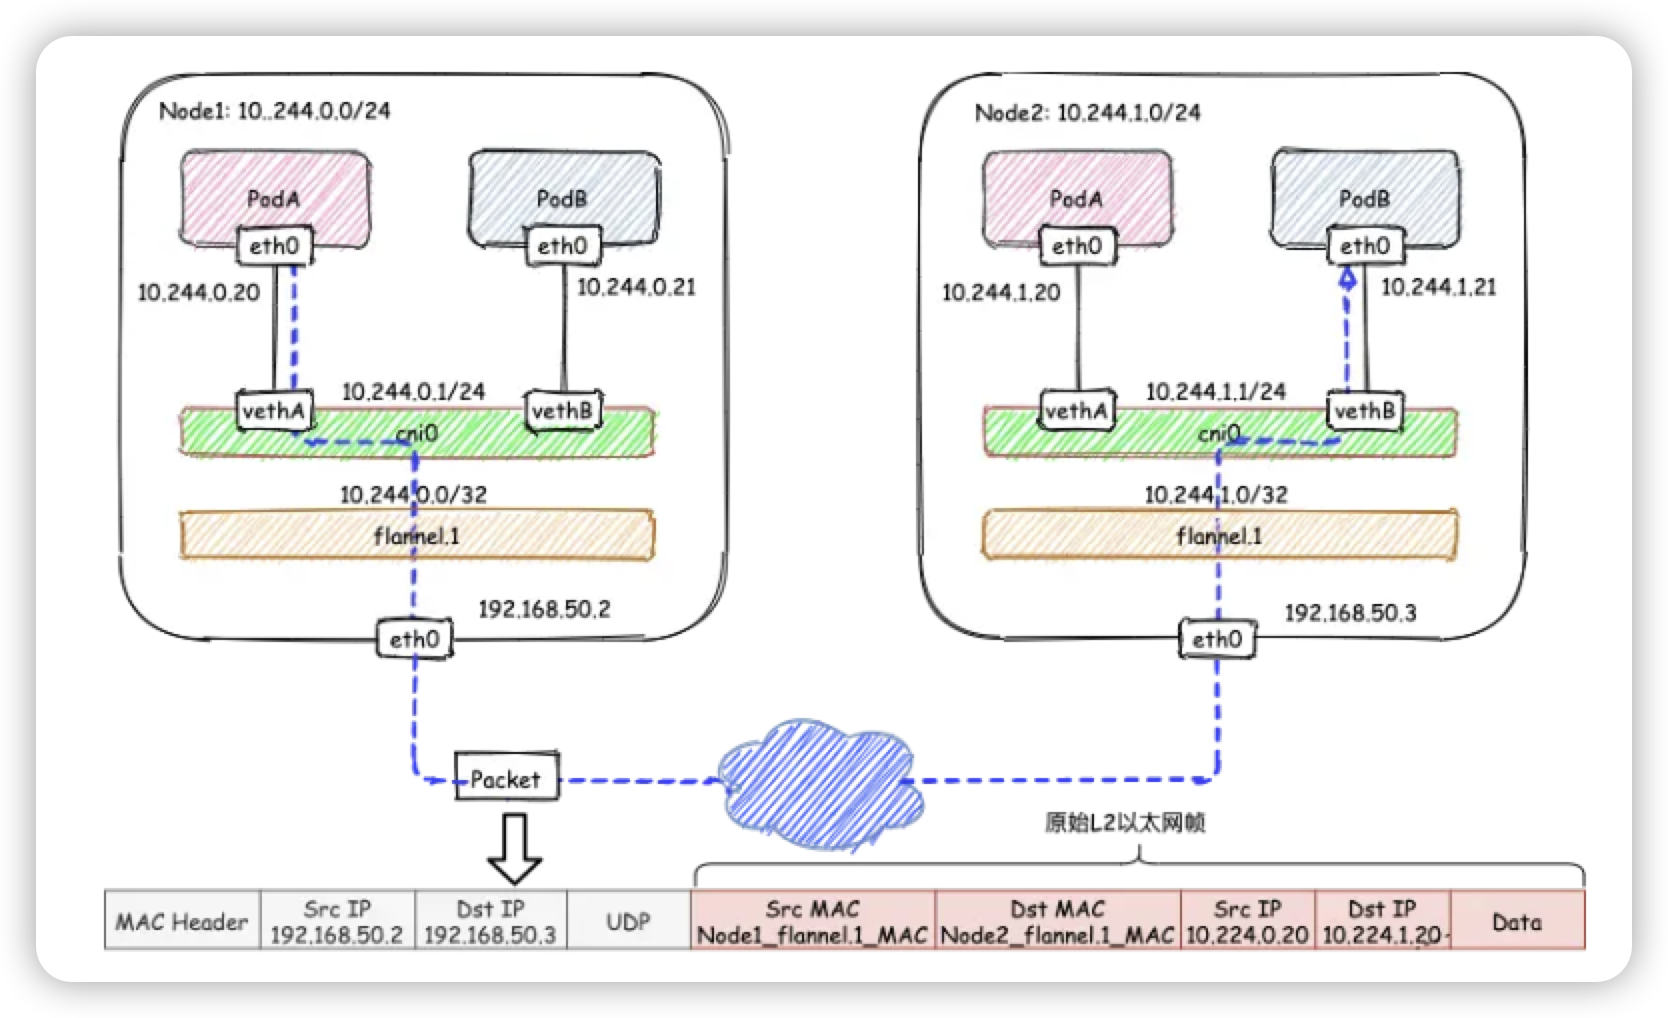 Node1: 10..244.0.0/24
PodA
eth0
10.244.0.20
PodB
eth0
10.244.0.21
vethA
10.244.0.1/24
vethB
cni0
10.244.0.0/32
flannel.1
192.168.50.2
eth0
Node2: 10.244.1.0/24
PodA
eth0
10.244.1.20
PodB
eth0
10.244.1.21
vethA
10.244.1.1/24
vethB
cni0
10.244.1.0/32
flannel.1
192.168.50.3
eth0
Packet
原始L2以太网帧
MAC Header
Src IP
192.168.50.2
Dst IP
192.168.50.3
UDP
Src MAC
Node1_flannel.1_MAC
Dst MAC
Node2_flannel.1_MAC
Src IP
10.224.0.20
Dst IP
10.224.1.20
Data